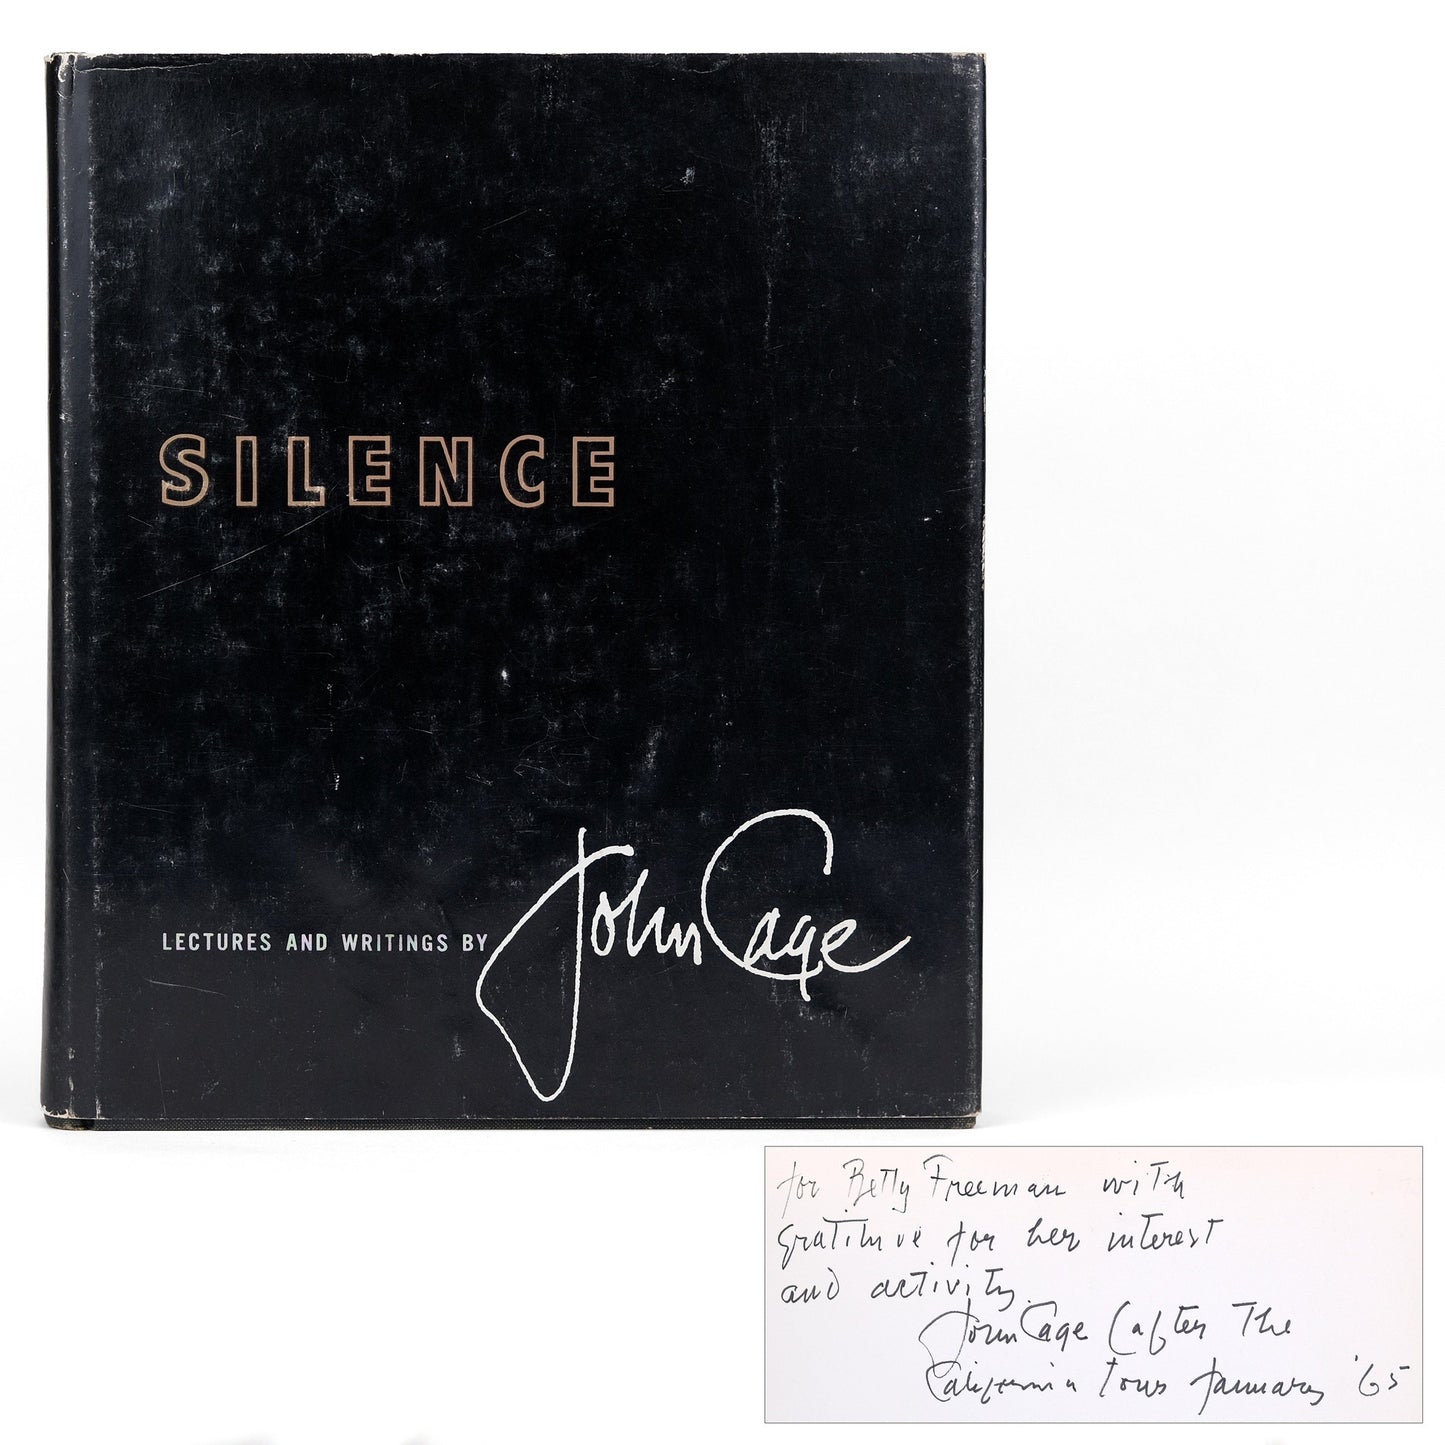 SILENCE
LECTURES AND WRITINGS BY John Cage
for Betty Freeman with
gratitude for her interest
and activity.
John Cage (after The
California Tour January '65